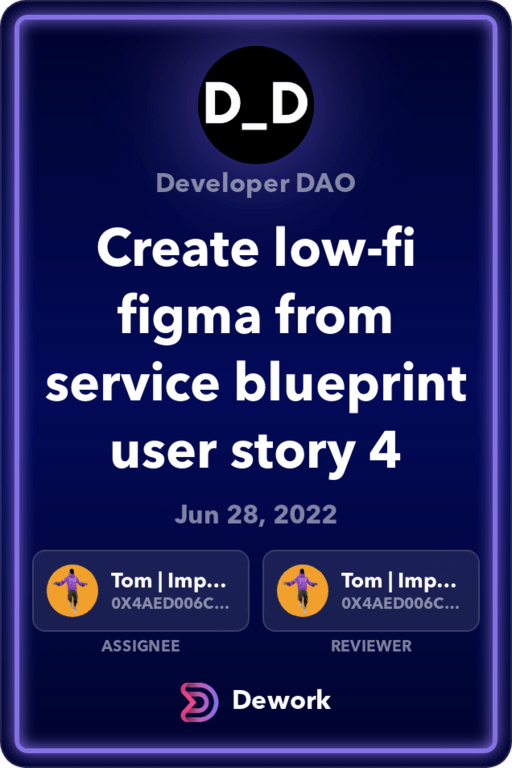 D_D
Developer DAO
Create low-fi
figma from
service blueprint
user story 4
Jun 28, 2022
Tom | Imp...
0X4AED006C...
ASSIGNEE
Tom | Imp...
0X4AED006C...
REVIEWER
Dework